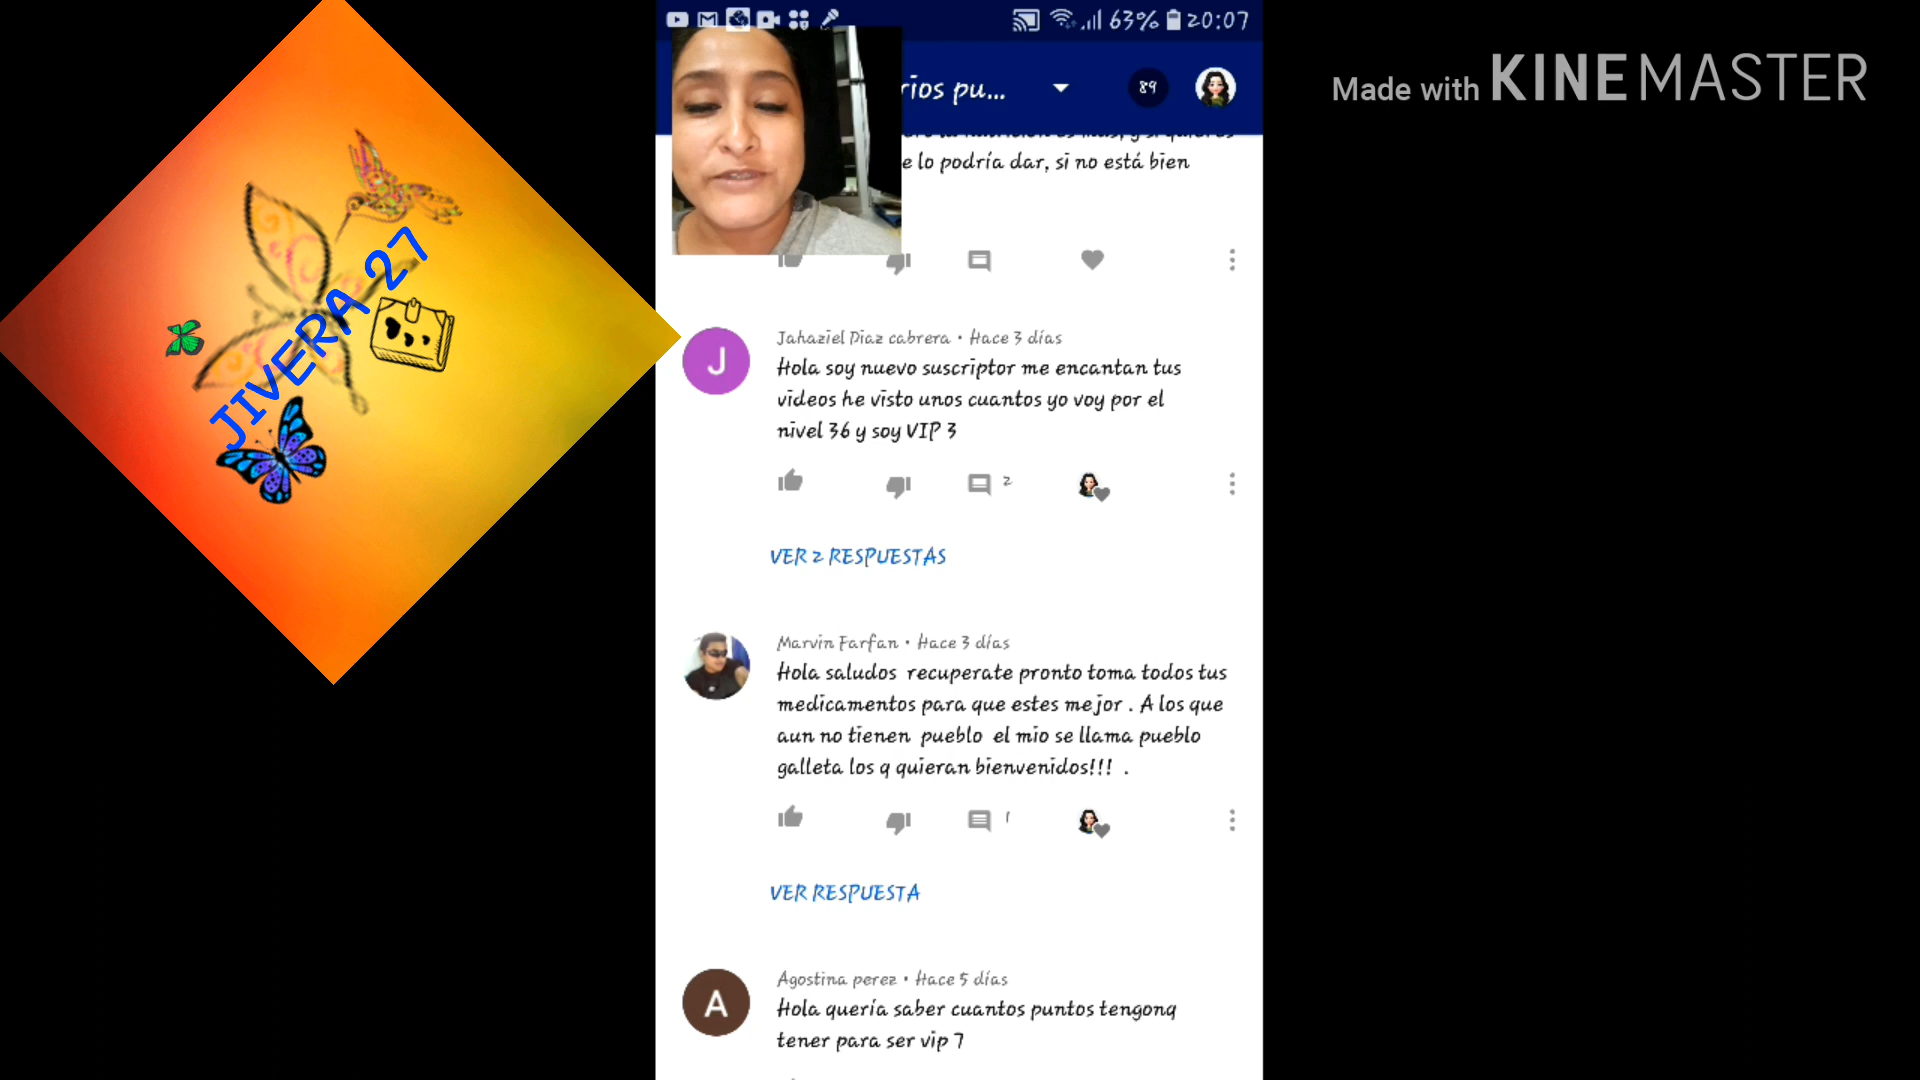 63% 20:07
Made with KINEMASTER
rios pu...
89
e lo podría dar, si no está bien
JIVERA 27
Jahaziel Diaz cabrera • Hace 3 días
J
Hola soy nuevo suscriptor me encantan tus
videos he visto unos cuantos yo voy por el
nivel 36 y soy VIP 3
2
VER 2 RESPUESTAS
Marvin Farfan • Hace 3 días
Hola saludos recuperate pronto toma todos tus
medicamentos para que estes mejor . A los que
aun no tienen pueblo el mio se llama pueblo
galleta los q quieran bienvenidos!!! .
1
VER RESPUESTA
Agostina perez • Hace 5 días
A
Hola quería saber cuantos puntos tengonq
tener para ser vip 7